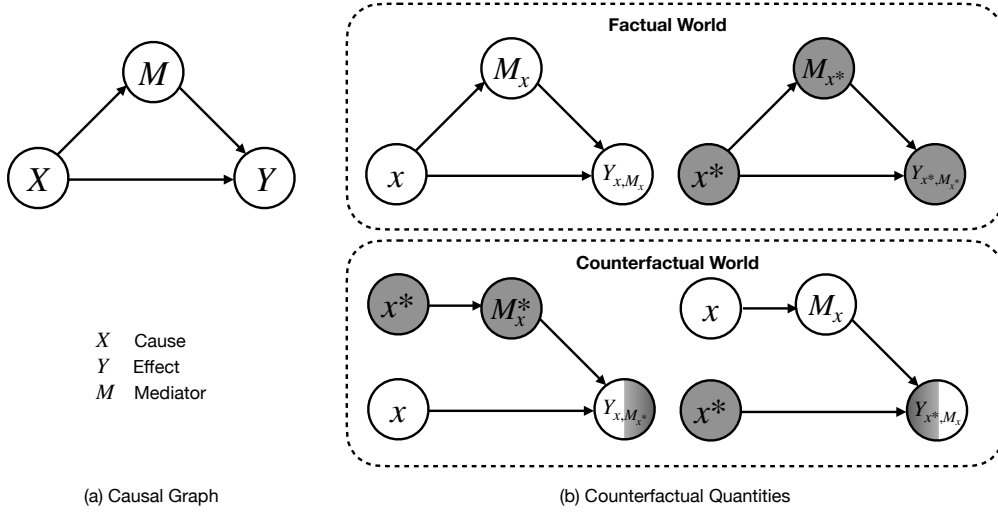 M
X
Y
X Cause
Y Effect
M Mediator
(a) Causal Graph
Factual World
M_x
x
Y_{x,M_x}
M_{x*}
x*
Y_{x*,M_{x*}}
Counterfactual World
x*
M_x^*
x
Y_{x,M_{x*}}
x
M_x
x*
Y_{x*,M_x}
(b) Counterfactual Quantities